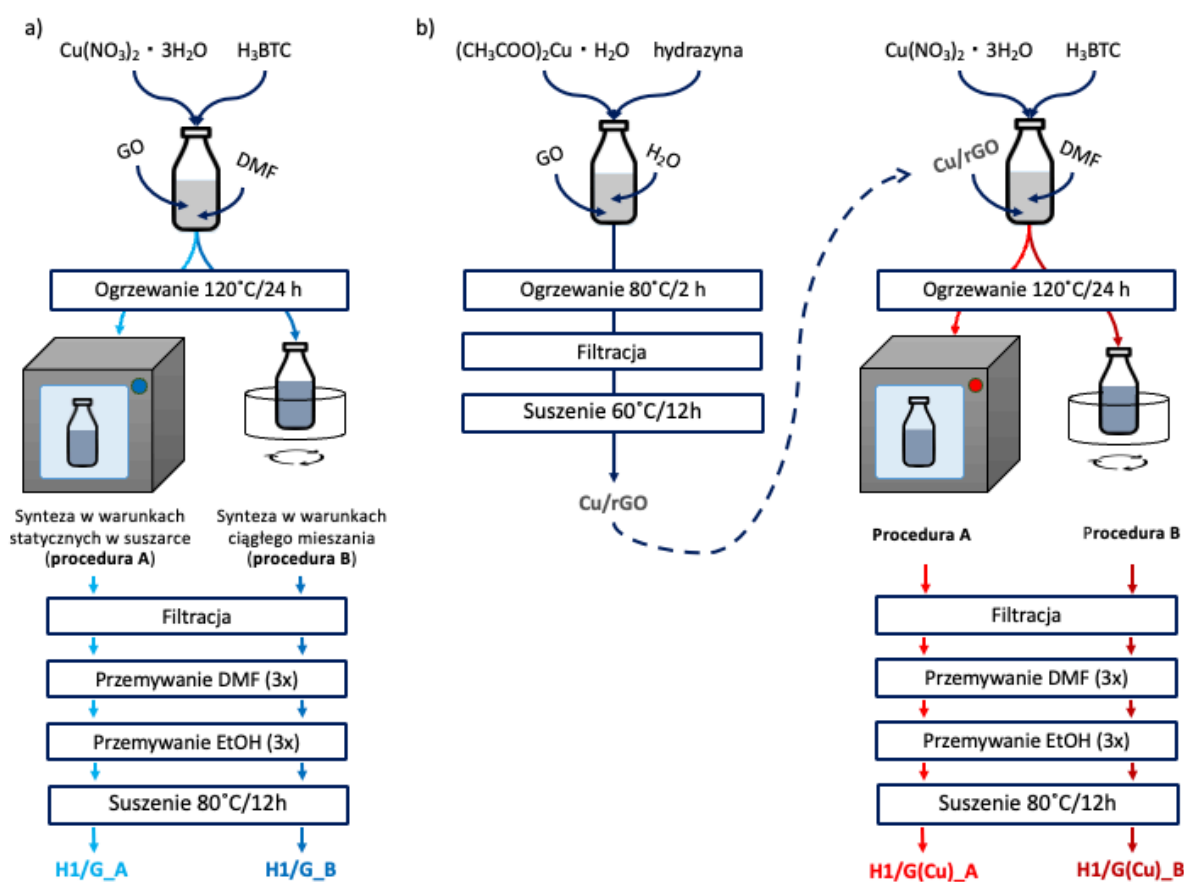 a)
Cu(NO₃)₂ · 3H₂O H₃BTC
GO
DMF
Ogrzewanie 120˚C/24 h
Synteza w warunkach
statycznych w suszarce
(procedura A)
Synteza w warunkach
ciągłego mieszania
(procedura B)
Filtracja
Przemywanie DMF (3x)
Przemywanie EtOH (3x)
Suszenie 80˚C/12h
H1/G_A H1/G_B
b)
(CH₃COO)₂Cu · H₂O hydrazyna
GO
H₂O
Ogrzewanie 80˚C/2 h
Filtracja
Suszenie 60˚C/12h
Cu/rGO
Cu(NO₃)₂ · 3H₂O H₃BTC
Cu/rGO
DMF
Ogrzewanie 120˚C/24 h
Procedura A Procedura B
Filtracja
Przemywanie DMF (3x)
Przemywanie EtOH (3x)
Suszenie 80˚C/12h
H1/G(Cu)_A H1/G(Cu)_B